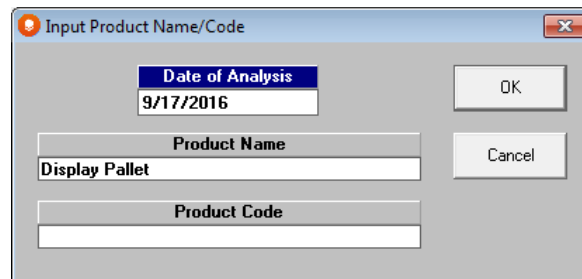 Input Product Name/Code
Date of Analysis
9/17/2016
OK
Product Name
Display Pallet
Cancel
Product Code